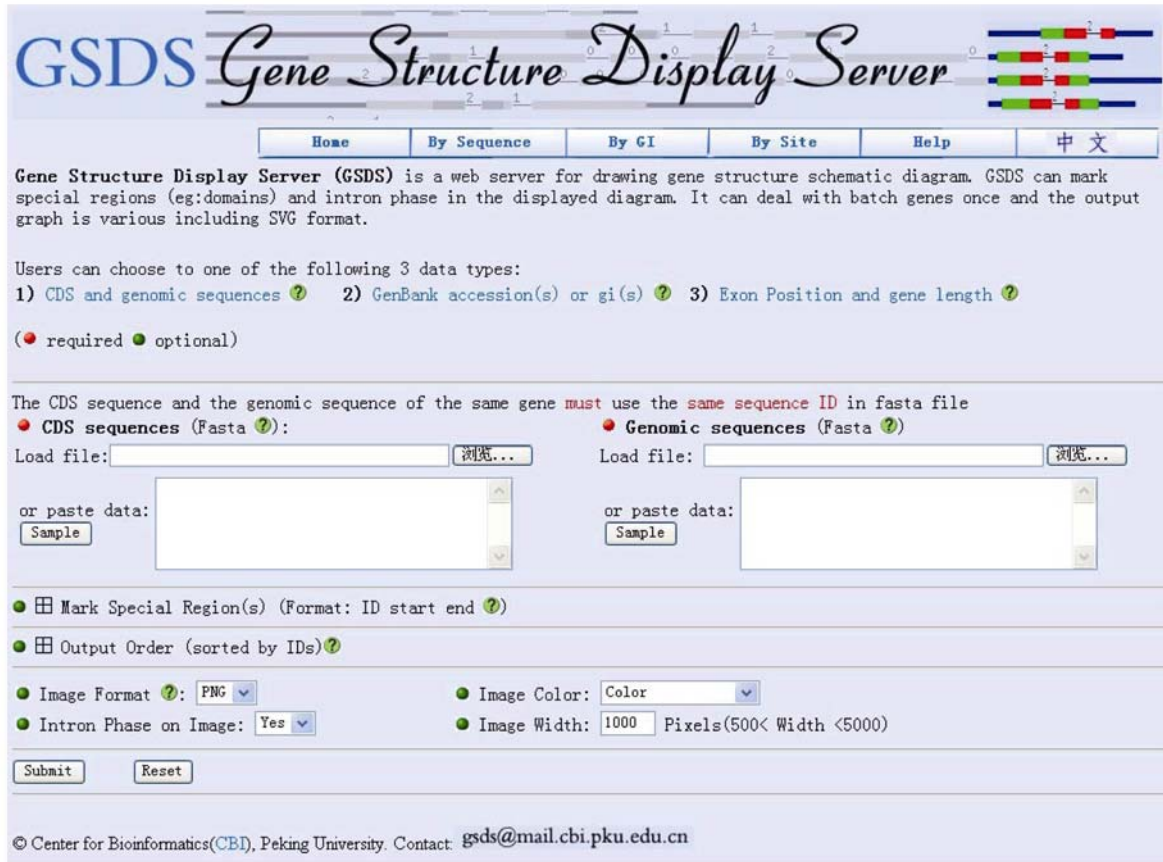 GSDS Gene Structure Display Server
Home By Sequence By GI By Site Help 中文
Gene Structure Display Server (GSDS) is a web server for drawing gene structure schematic diagram. GSDS can mark
special regions (eg:domains) and intron phase in the displayed diagram. It can deal with batch genes once and the output
graph is various including SVG format.
Users can choose to one of the following 3 data types:
1) CDS and genomic sequences ? 2) GenBank accession(s) or gi(s) ? 3) Exon Position and gene length ?
( required optional)
The CDS sequence and the genomic sequence of the same gene must use the same sequence ID in fasta file
CDS sequences (Fasta ?): Genomic sequences (Fasta ?)
Load file: 浏览... Load file: 浏览...
or paste data: or paste data:
Sample Sample
Mark Special Region(s) (Format: ID start end ?)
Output Order (sorted by IDs)?
Image Format ?: PNG Image Color: Color
Intron Phase on Image: Yes Image Width: 1000 Pixels(500< Width <5000)
Submit Reset
© Center for Bioinformatics(CBI), Peking University. Contact: gsds@mail.cbi.pku.edu.cn